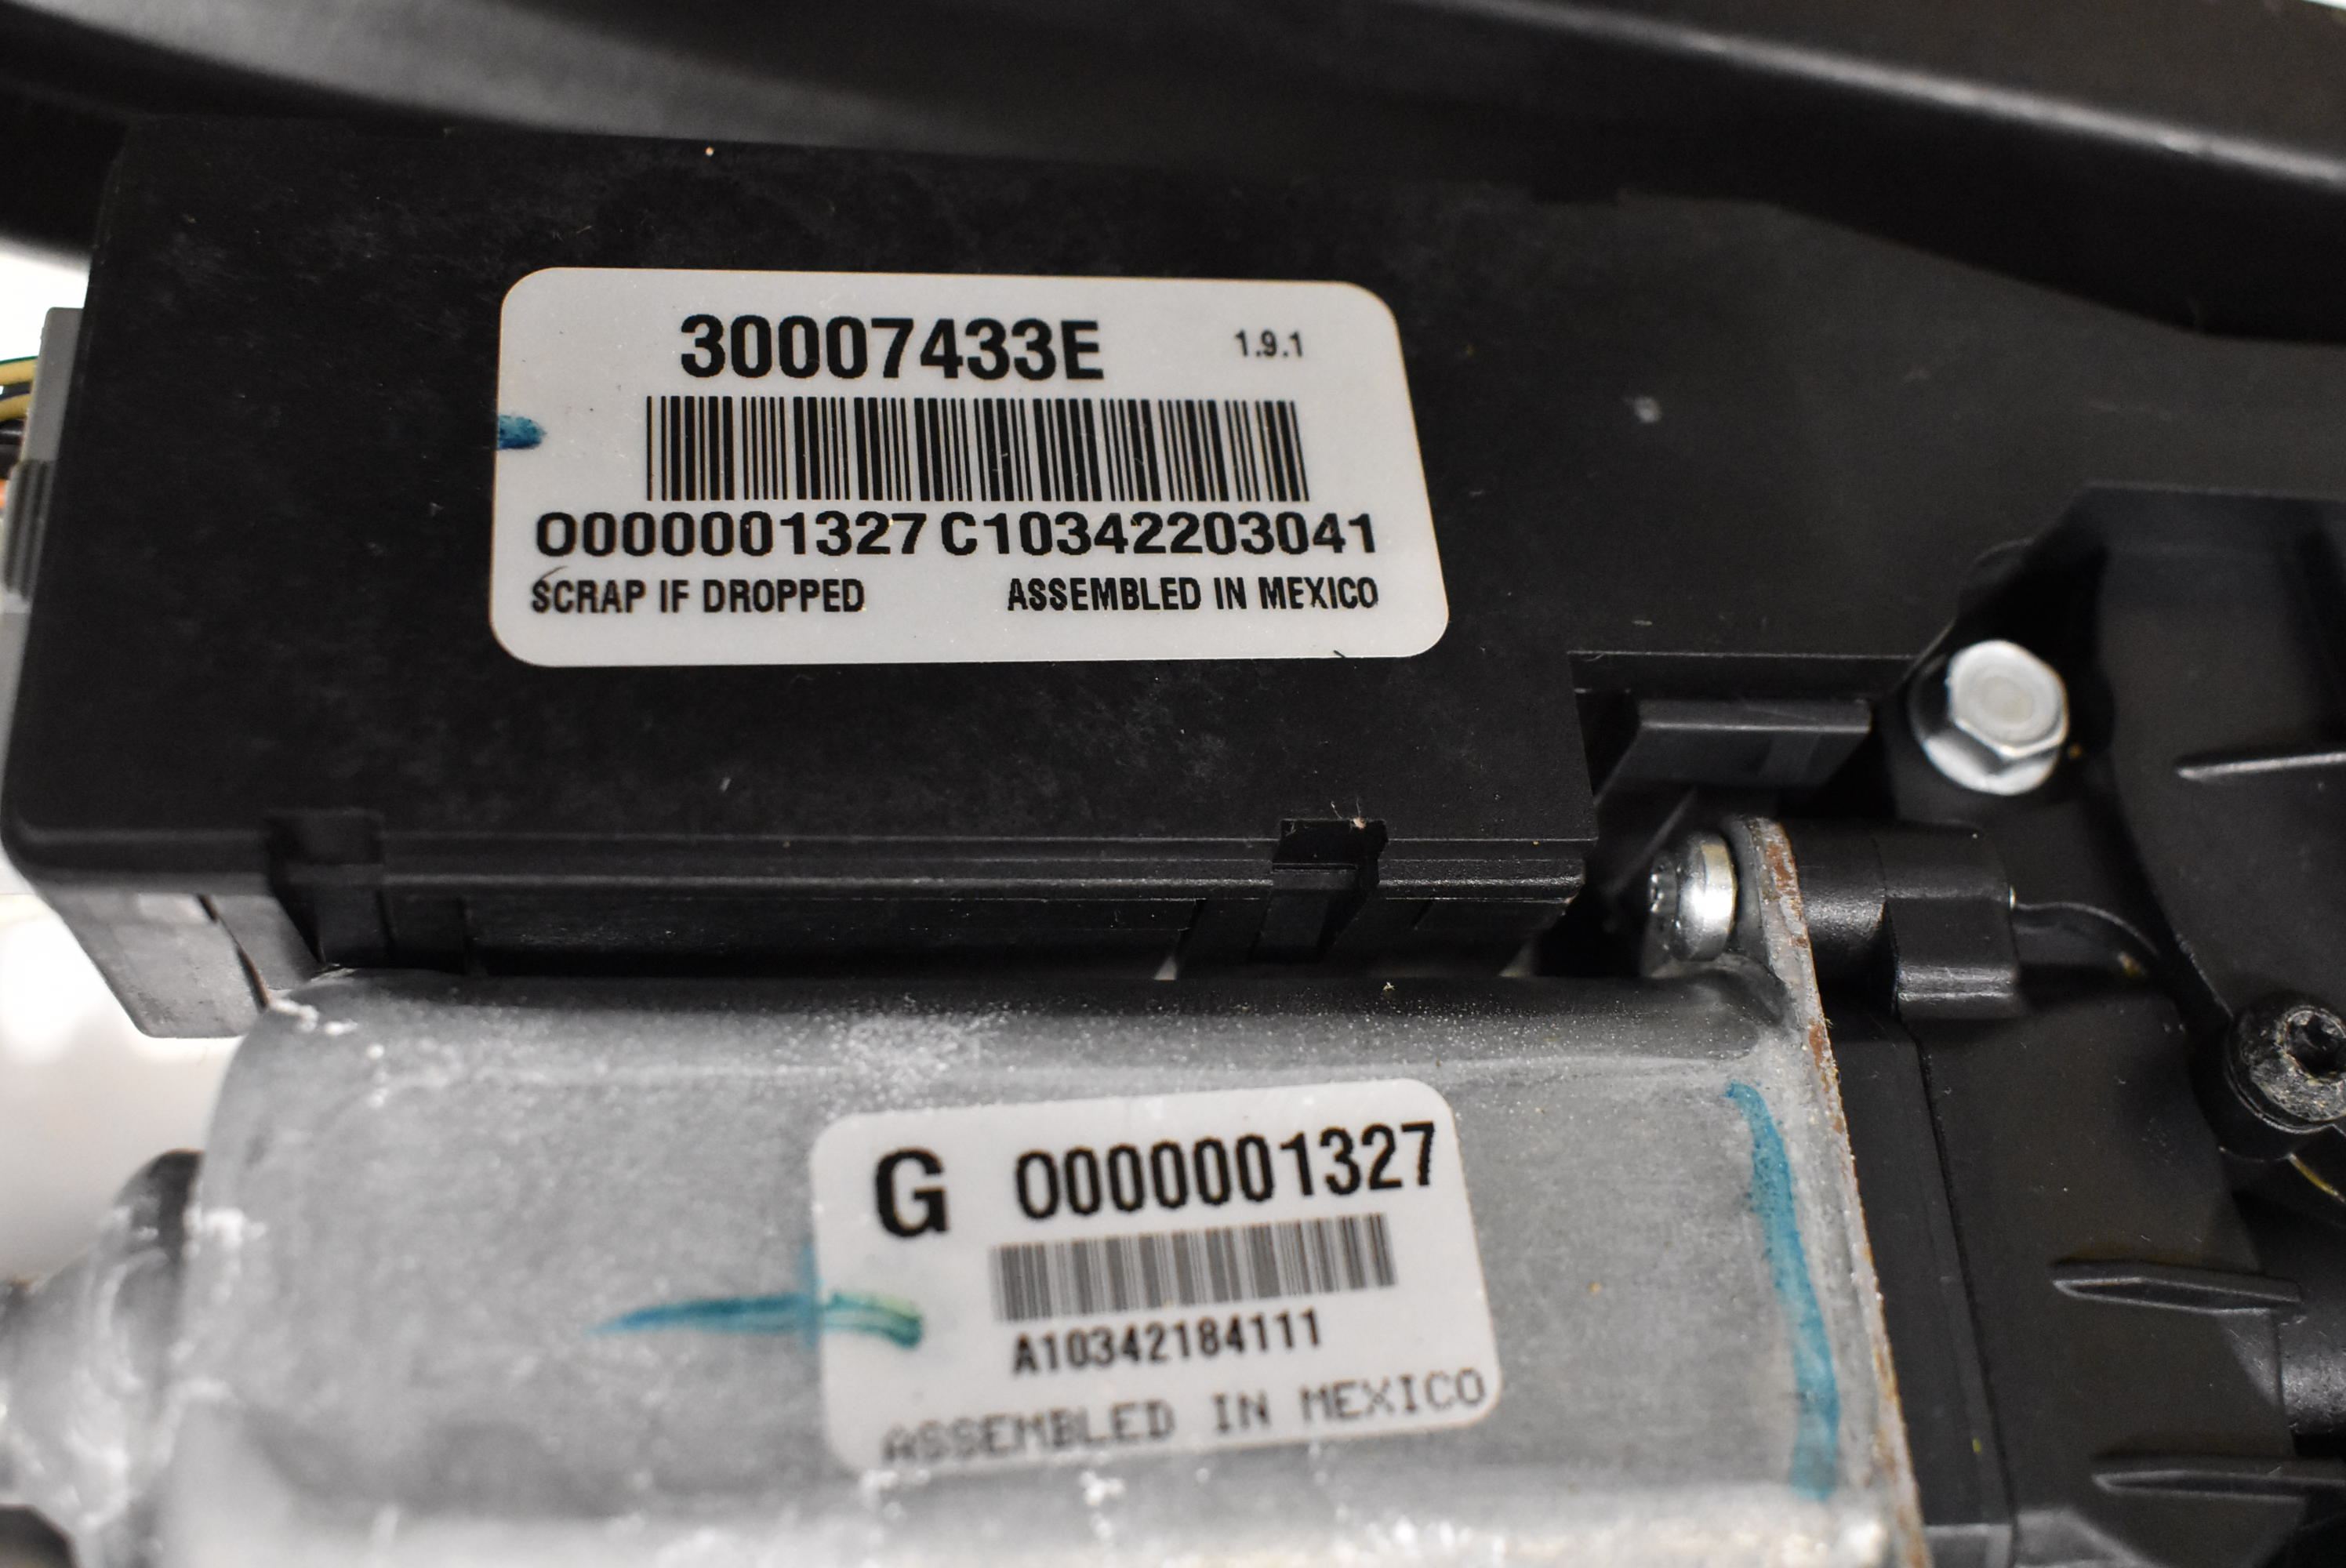 30007433E 1.9.1
0000001327 C10342203041
SCRAP IF DROPPED ASSEMBLED IN MEXICO
G 0000001327
A10342184111
ASSEMBLED IN MEXICO